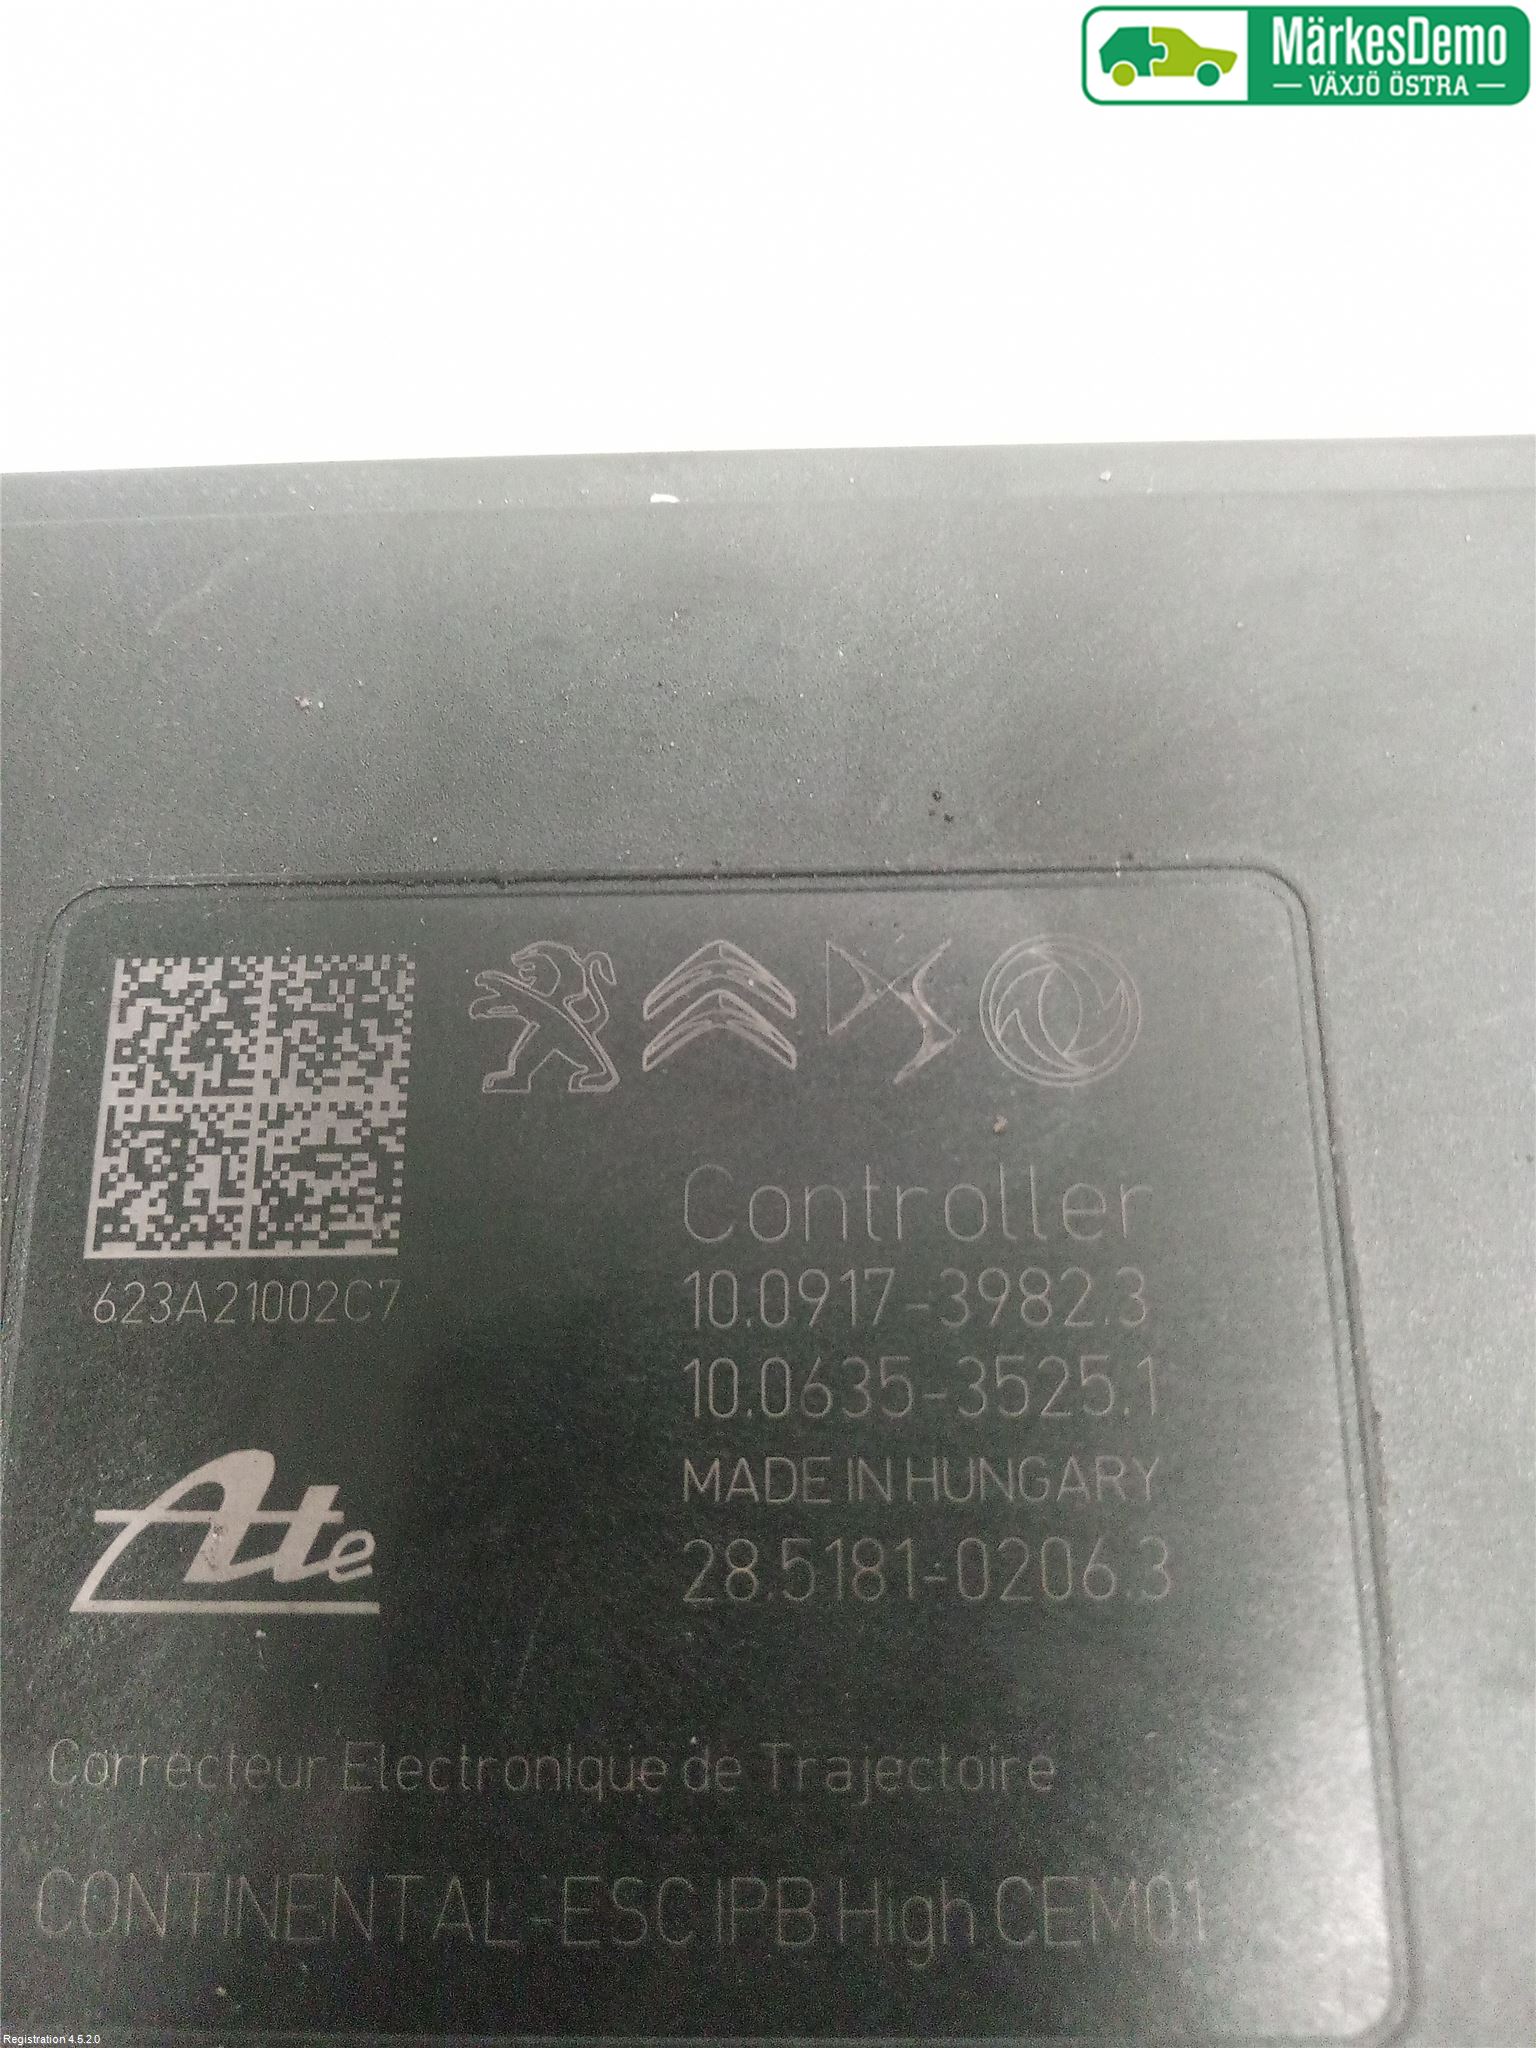 MärkesDemo
VÄXJÖ ÖSTRA
Controller
623A21002C7
10.0917-3982.3
10.0635-3525.1
MADE IN HUNGARY
28.5181-0206.3
Ate
Correcteur Electronique de Trajectoire
CONTINENTAL -ESC IPB High CEM01
Registration 4.5.2.0